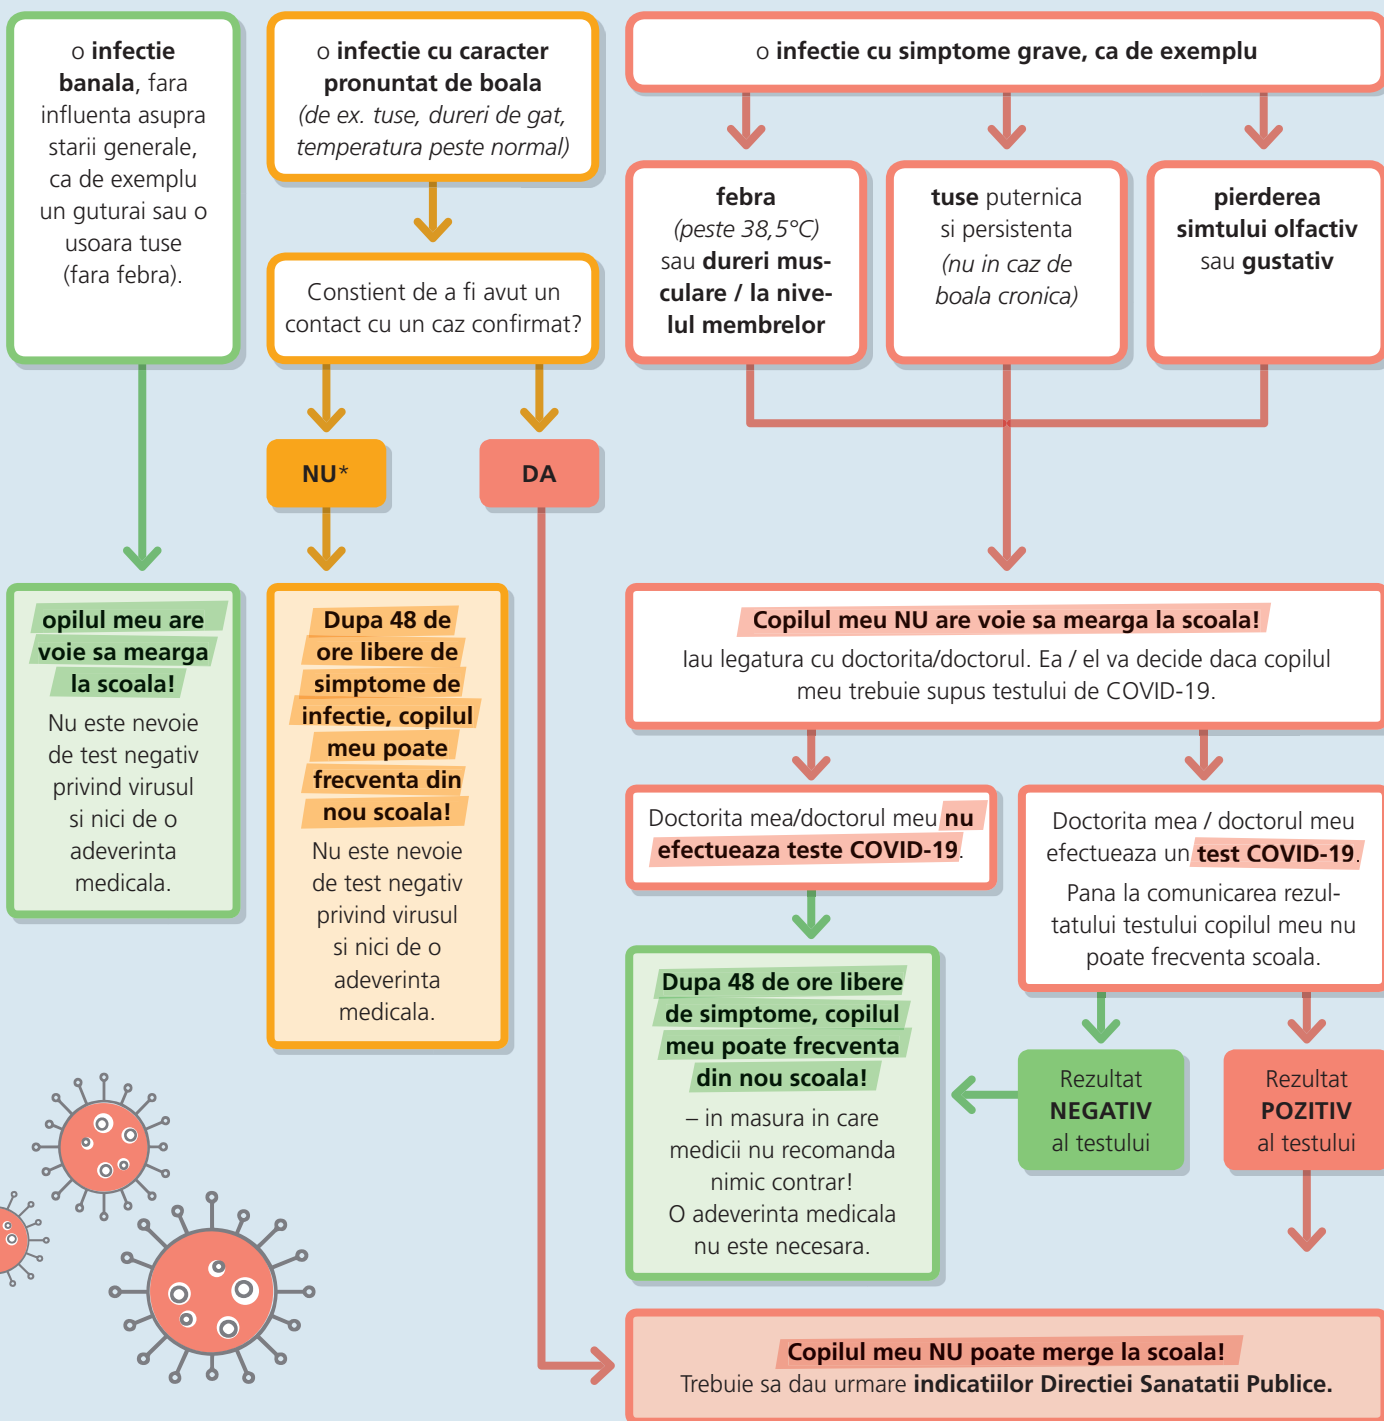 o infectie
banala, fara
influenta asupra
starii generale,
ca de exemplu
un guturai sau o
usoara tuse
(fara febra).
o infectie cu caracter
pronuntat de boala
(de ex. tuse, dureri de gat,
temperatura peste normal)
Constient de a fi avut un
contact cu un caz confirmat?
NU*
DA
o infectie cu simptome grave, ca de exemplu
febra
(peste 38,5°C)
sau dureri mus-
culare / la nive-
lul membrelor
tuse puternica
si persistenta
(nu in caz de
boala cronica)
pierderea
simtului olfactiv
sau gustativ
opilul meu are
voie sa mearga
la scoala!
Nu este nevoie
de test negativ
privind virusul
si nici de o
adeverinta
medicala.
Dupa 48 de
ore libere de
simptome de
infectie, copilul
meu poate
frecventa din
nou scoala!
Nu este nevoie
de test negativ
privind virusul
si nici de o
adeverinta
medicala.
Copilul meu NU are voie sa mearga la scoala!
Iau legatura cu doctorita/doctorul. Ea / el va decide daca copilul
meu trebuie supus testului de COVID-19.
Doctorita mea/doctorul meu nu
efectueaza teste COVID-19.
Doctorita mea / doctorul meu
efectueaza un test COVID-19.
Pana la comunicarea rezul-
tatului testului copilul meu nu
poate frecventa scoala.
Dupa 48 de ore libere
de simptome, copilul
meu poate frecventa
din nou scoala!
– in masura in care
medicii nu recomanda
nimic contrar!
O adeverinta medicala
nu este necesara.
Rezultat
NEGATIV
al testului
Rezultat
POZITIV
al testului
Copilul meu NU poate merge la scoala!
Trebuie sa dau urmare indicatiilor Directiei Sanatatii Publice.